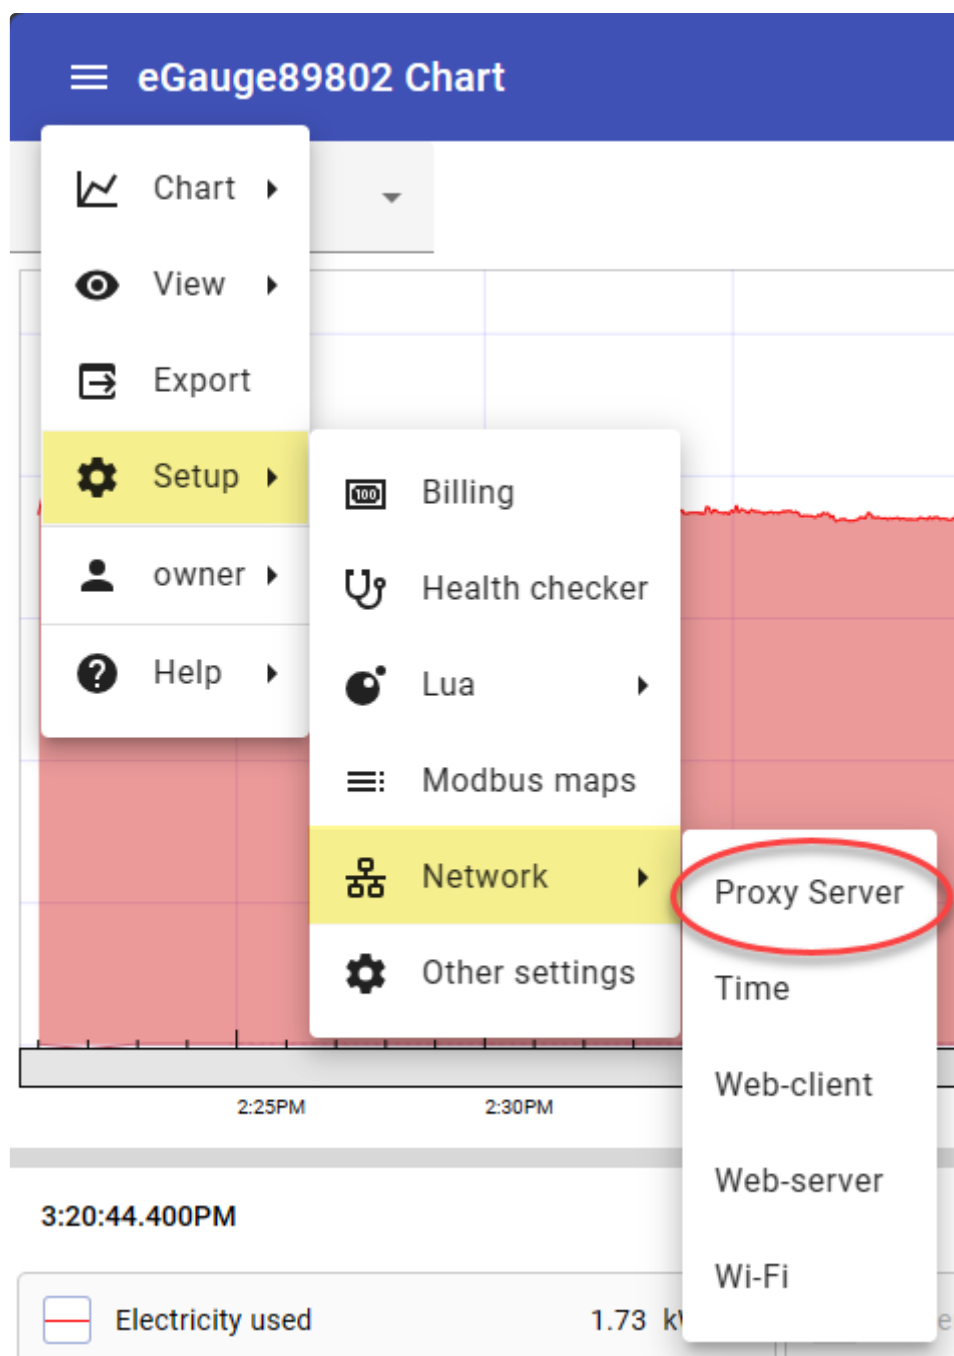 eGauge89802 Chart
Chart
View
Export
Setup
owner
Help
100
Billing
Health checker
Lua
Modbus maps
Network
Other settings
Proxy Server
Time
Web-client
Web-server
Wi-Fi
2:25PM
2:30PM
3:20:44.400PM
Electricity used
1.73